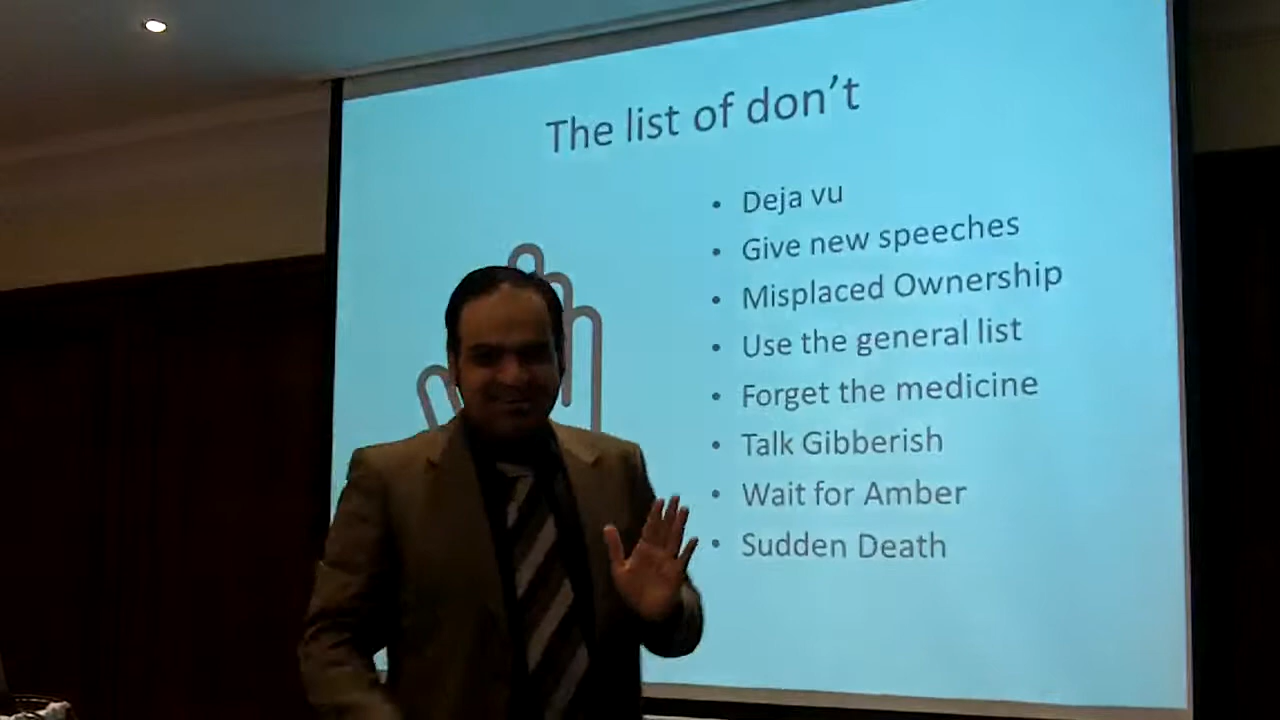 The list of don't
• Deja vu
• Give new speeches
• Misplaced Ownership
• Use the general list
• Forget the medicine
• Talk Gibberish
• Wait for Amber
• Sudden Death